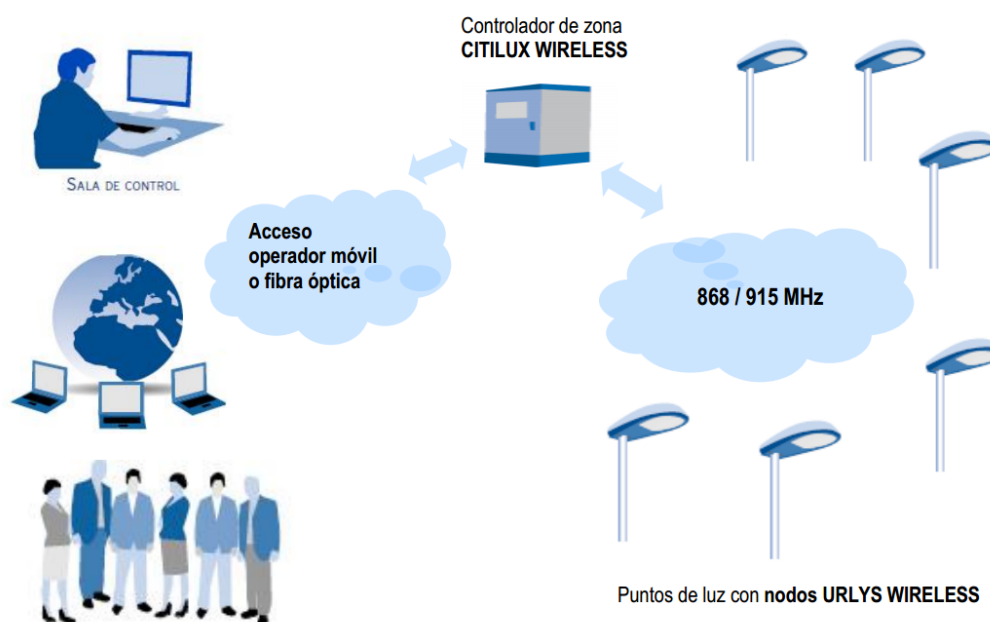 Controlador de zona
CITILUX WIRELESS
SALA DE CONTROL
Acceso
operador móvil
o fibra óptica
868 / 915 MHz
Puntos de luz con nodos URLYS WIRELESS